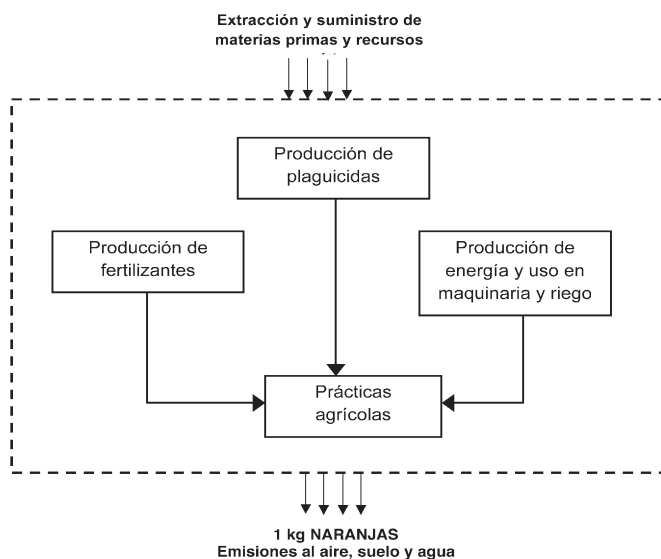 Extracción y suministro de
materias primas y recursos
Producción de
plaguicidas
Producción de
fertilizantes
Producción de
energía y uso en
maquinaria y riego
Prácticas
agrícolas
1 kg NARANJAS
Emisiones al aire, suelo y agua